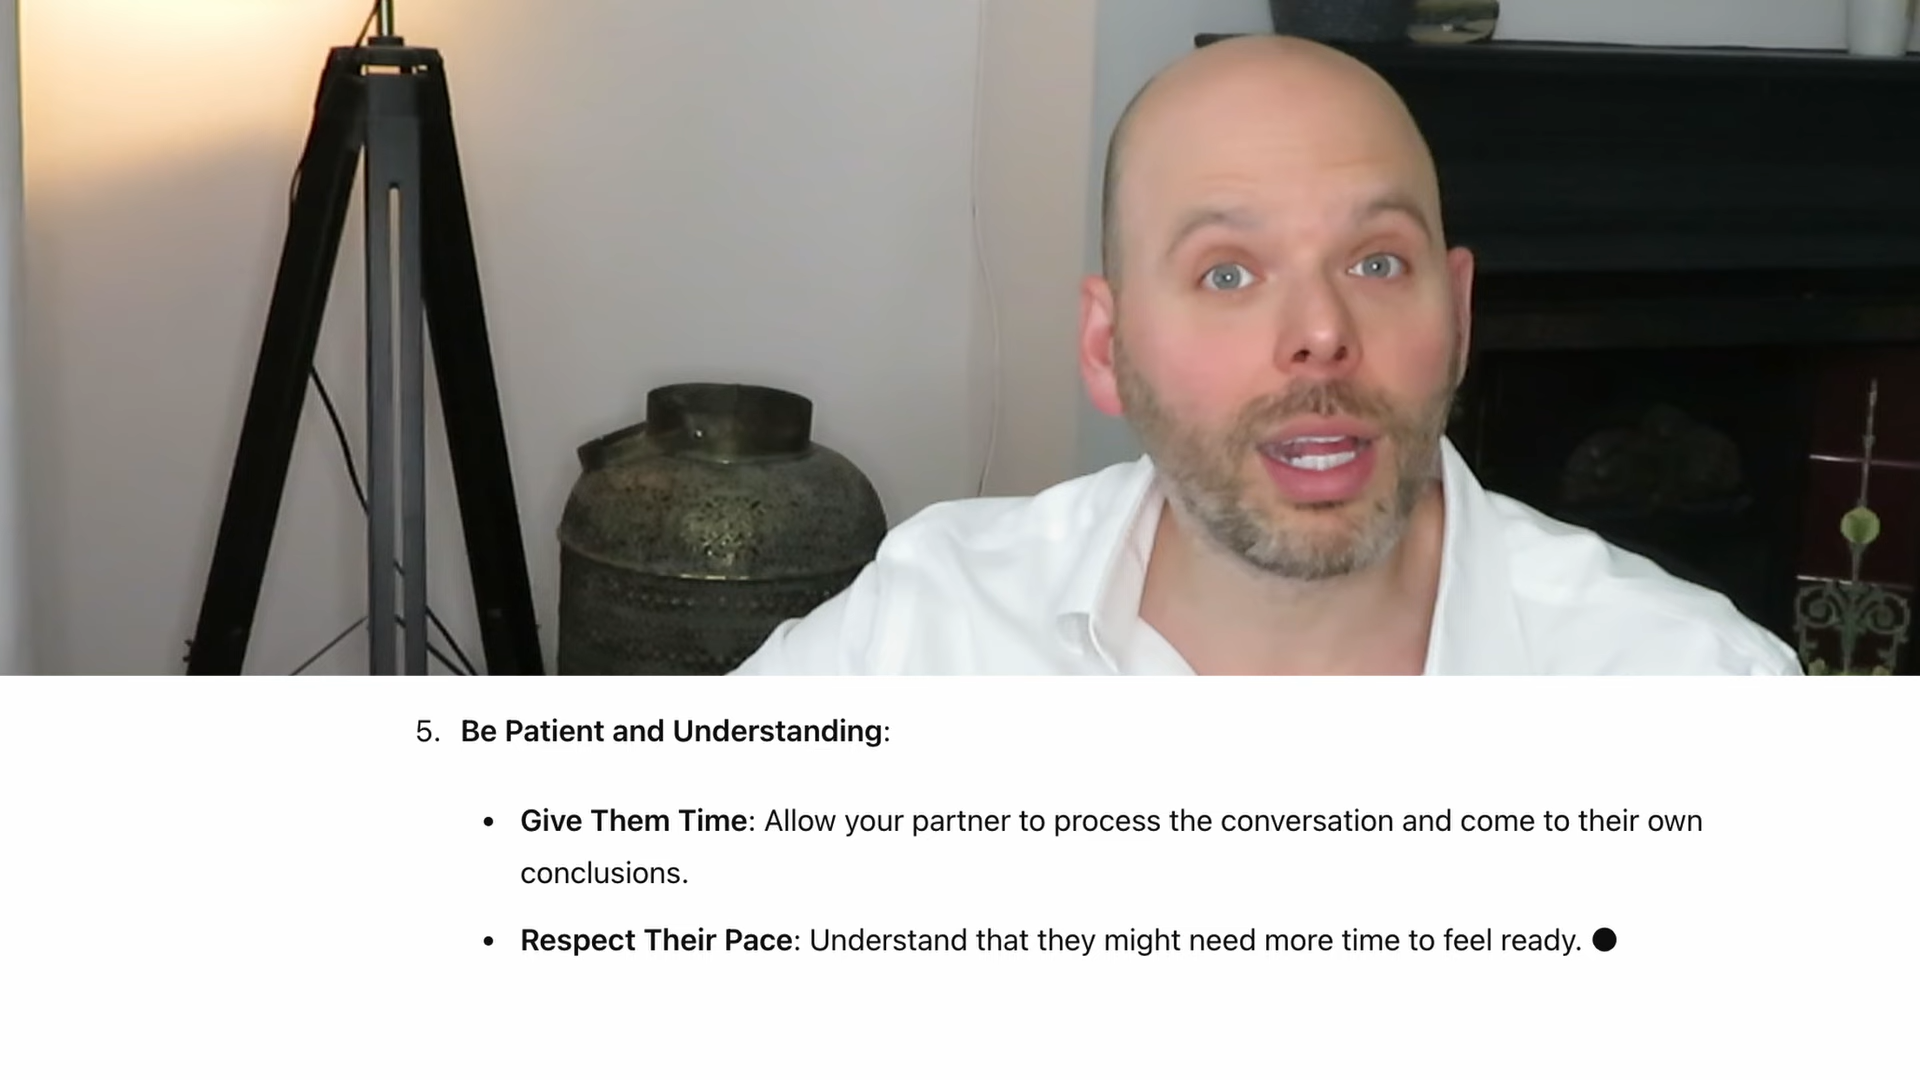 5. Be Patient and Understanding:
• Give Them Time: Allow your partner to process the conversation and come to their own
conclusions.
• Respect Their Pace: Understand that they might need more time to feel ready. ●